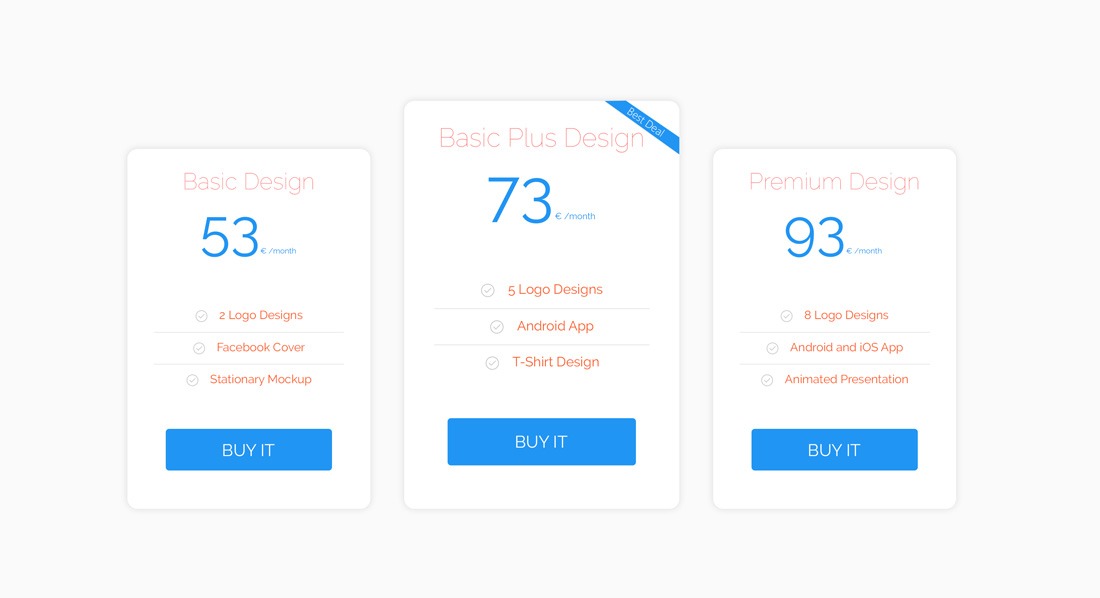 Basic Design
53 € /month
2 Logo Designs
Facebook Cover
Stationary Mockup
BUY IT
Best Deal
Basic Plus Design
73 € /month
5 Logo Designs
Android App
T-Shirt Design
BUY IT
Premium Design
93 € /month
8 Logo Designs
Android and iOS App
Animated Presentation
BUY IT